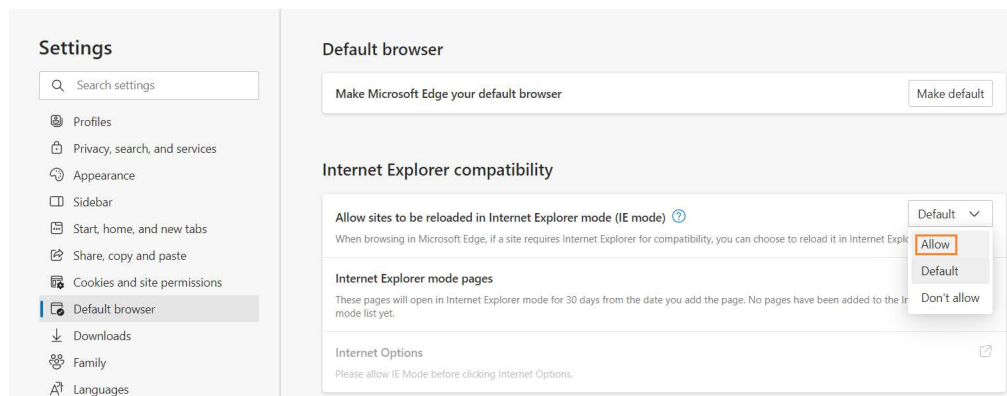 Settings
Search settings
Profiles
Privacy, search, and services
Appearance
Sidebar
Start, home, and new tabs
Share, copy and paste
Cookies and site permissions
Default browser
Downloads
Family
Languages
Default browser
Make Microsoft Edge your default browser
Make default
Internet Explorer compatibility
Allow sites to be reloaded in Internet Explorer mode (IE mode)
Default
When browsing in Microsoft Edge, if a site requires Internet Explorer for compatibility, you can choose to reload it in Internet
Allow
Default
Don't allow
Internet Explorer mode pages
These pages will open in Internet Explorer mode for 30 days from the date you add the page. No pages have been added to the
mode list yet.
Internet Options
Please allow IE Mode before clicking Internet Options.